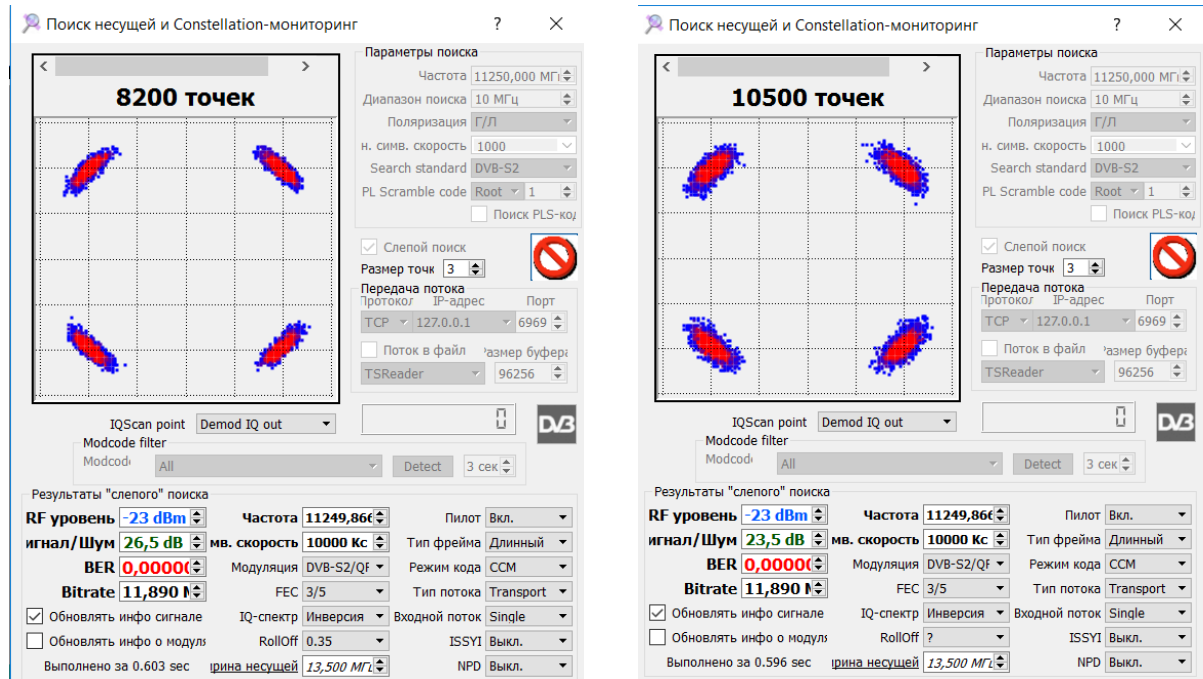 Поиск несущей и Constellation-мониторинг ? ×
< >
8200 точек
Параметры поиска
Частота 11250,000 МГц
Диапазон поиска 10 МГц
Поляризация Г/Л
н. симв. скорость 1000
Search standard DVB-S2
PL Scramble code Root 1
Поиск PLS-код
Слепой поиск
Размер точк 3
Передача потока
Протокол IP-адрес Порт
TCP 127.0.0.1 6969
Поток в файл Размер буфера
TSReader 96256
IQScan point Demod IQ out
0
DVB
Modcode filter
Modcod All Detect 3 сек
Результаты "слепого" поиска
RF уровень -23 dBm Частота 11249,866 Пилот Вкл.
игнал/Шум 26,5 dB мв. скорость 10000 Кс Тип фрейма Длинный
BER 0,00000 Модуляция DVB-S2/QF Режим кода CCM
Bitrate 11,890 М FEC 3/5 Тип потока Transport
Обновлять инфо сигнале IQ-спектр Инверсия Входной поток Single
Обновлять инфо о модуля RollOff 0.35 ISSYI Выкл.
Выполнено за 0.603 sec ирина несущей 13,500 МГц NPD Выкл.
Поиск несущей и Constellation-мониторинг ? ×
< >
10500 точек
Параметры поиска
Частота 11250,000 МГц
Диапазон поиска 10 МГц
Поляризация Г/Л
н. симв. скорость 1000
Search standard DVB-S2
PL Scramble code Root 1
Поиск PLS-код
Слепой поиск
Размер точк 3
Передача потока
Протокол IP-адрес Порт
TCP 127.0.0.1 6969
Поток в файл Размер буфера
TSReader 96256
IQScan point Demod IQ out
0
DVB
Modcode filter
Modcod All Detect 3 сек
Результаты "слепого" поиска
RF уровень -23 dBm Частота 11249,866 Пилот Вкл.
игнал/Шум 23,5 dB мв. скорость 10000 Кс Тип фрейма Длинный
BER 0,00000 Модуляция DVB-S2/QF Режим кода CCM
Bitrate 11,890 М FEC 3/5 Тип потока Transport
Обновлять инфо сигнале IQ-спектр Инверсия Входной поток Single
Обновлять инфо о модуля RollOff ? ISSYI Выкл.
Выполнено за 0.596 sec ирина несущей 13,500 МГц NPD Выкл.